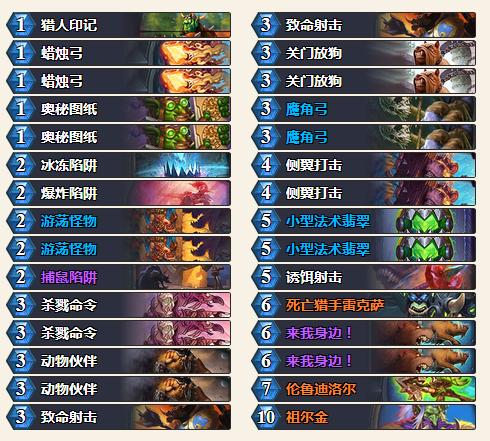 1 猎人印记
1 蜡烛弓
1 蜡烛弓
1 奥秘图纸
1 奥秘图纸
2 冰冻陷阱
2 爆炸陷阱
2 游荡怪物
2 游荡怪物
2 捕鼠陷阱
3 杀戮命令
3 杀戮命令
3 动物伙伴
3 动物伙伴
3 致命射击
3 致命射击
3 关门放狗
3 关门放狗
3 鹰角弓
3 鹰角弓
4 侧翼打击
4 侧翼打击
5 小型法术翡翠
5 小型法术翡翠
5 诱饵射击
6 死亡猎手雷克萨
6 来我身边！
6 来我身边！
7 伦鲁迪洛尔
10 祖尔金